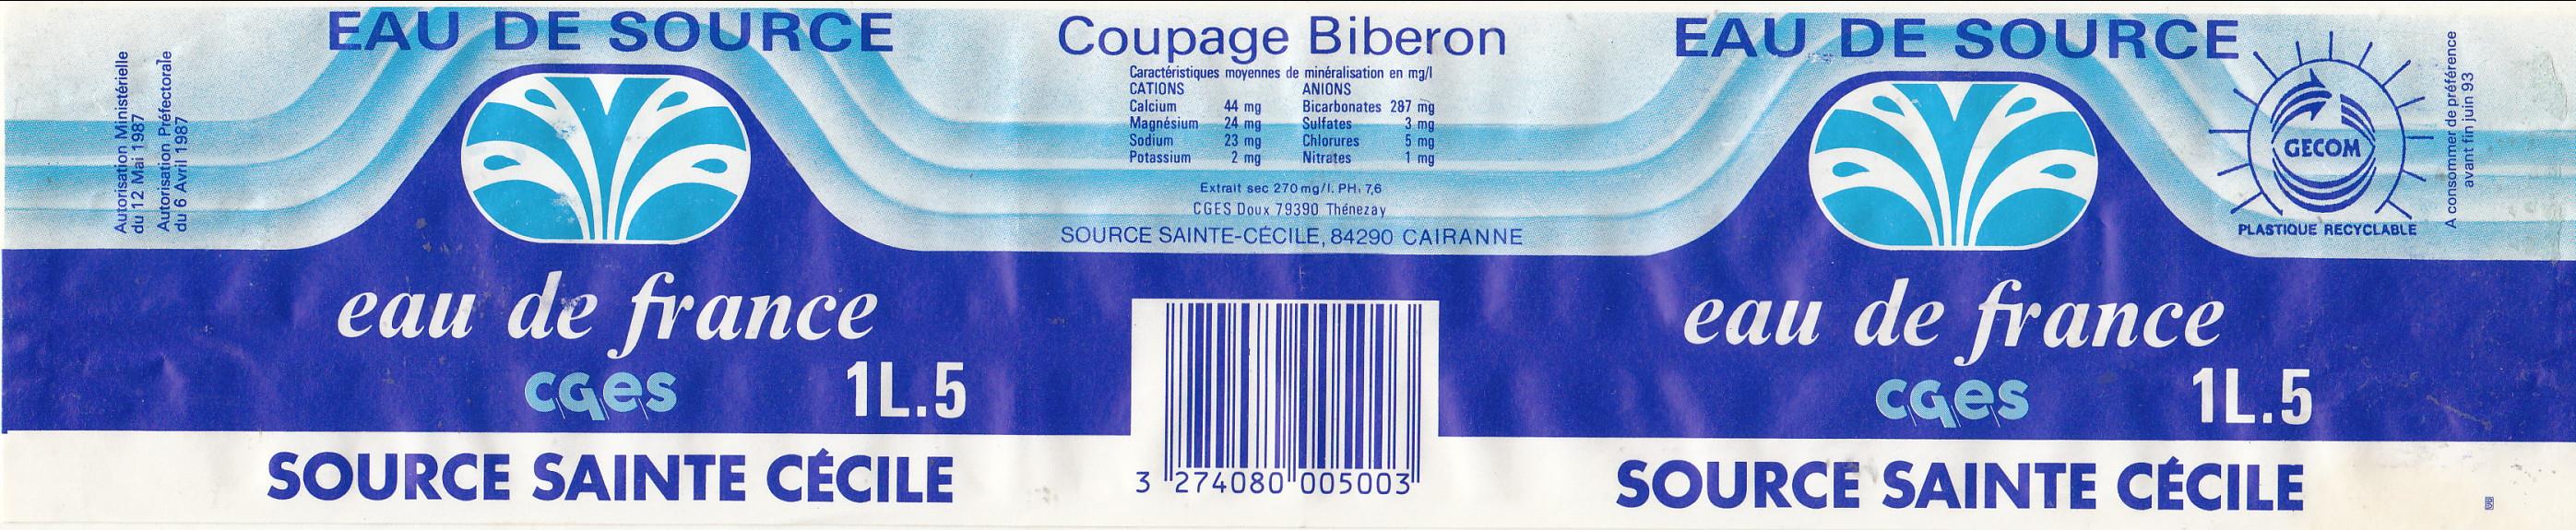 Autorisation Ministérielle
du 12 Mai 1987
Autorisation Préfectorale
du 6 Avril 1987
EAU DE SOURCE
eau de france
cges
1L.5
SOURCE SAINTE CÉCILE
Coupage Biberon
Caractéristiques moyennes de minéralisation en mg/l
CATIONS ANIONS
Calcium 44 mg Bicarbonates 287 mg
Magnésium 24 mg Sulfates 3 mg
Sodium 23 mg Chlorures 5 mg
Potassium 2 mg Nitrates 1 mg
Extrait sec 270 mg/l. PH. 7,6
CGES Doux 79390 Thénezay
SOURCE SAINTE-CÉCILE, 84290 CAIRANNE
3 274080 005003
EAU DE SOURCE
eau de france
cges
1L.5
SOURCE SAINTE CÉCILE
GECOM
PLASTIQUE RECYCLABLE
A consommer de préférence
avant fin juin 93